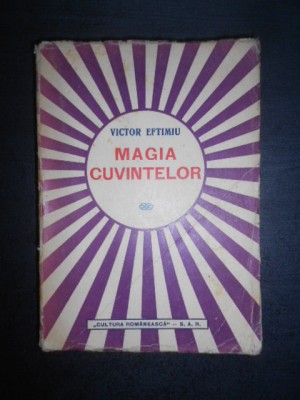 VICTOR EFTIMIU
MAGIA
CUVINTELOR
„CULTURA ROMÂNEASCĂ” – S. A. R.